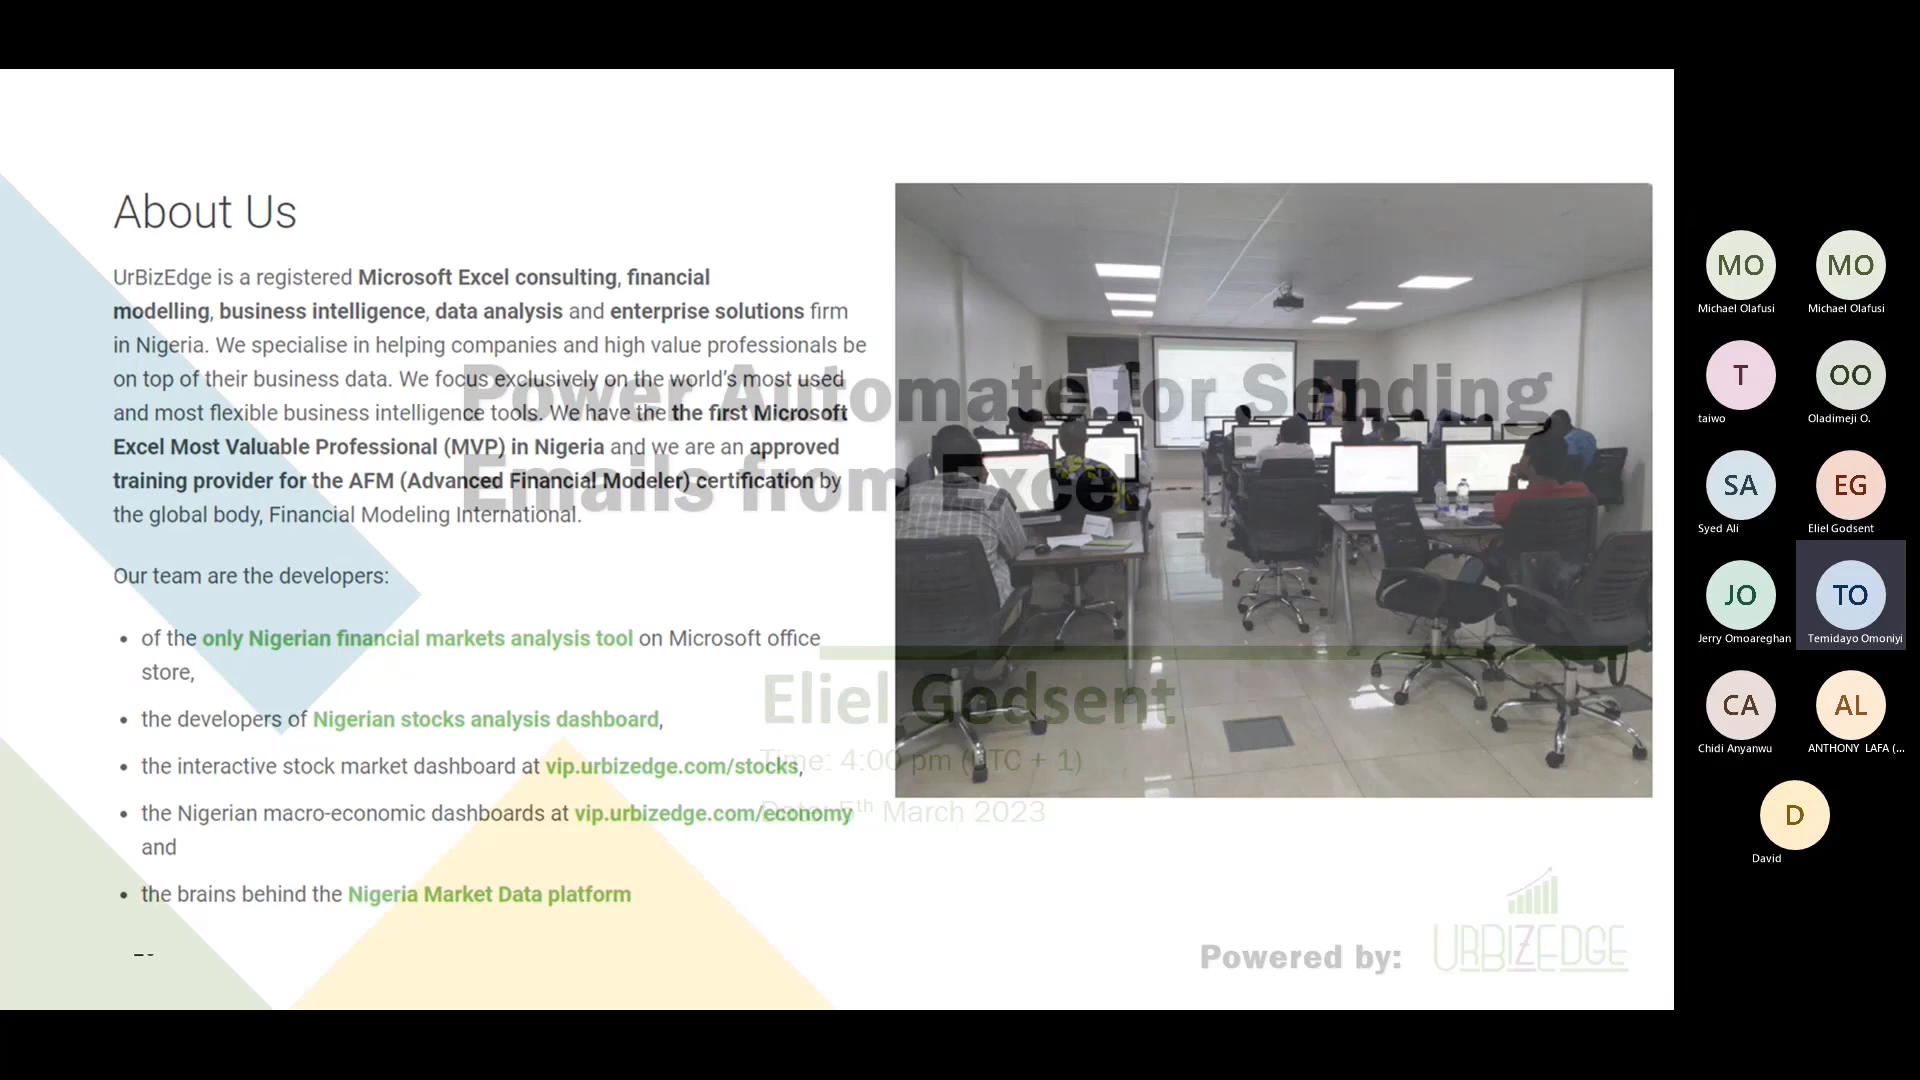 About Us
UrBizEdge is a registered Microsoft Excel consulting, financial
modelling, business intelligence, data analysis and enterprise solutions firm
in Nigeria. We specialise in helping companies and high value professionals be
on top of their business data. We focus exclusively on the world's most used
and most flexible business intelligence tools. We have the the first Microsoft
Excel Most Valuable Professional (MVP) in Nigeria and we are an approved
training provider for the AFM (Advanced Financial Modeler) certification by
the global body, Financial Modeling International.
Our team are the developers:
• of the only Nigerian financial markets analysis tool on Microsoft office
store,
• the developers of Nigerian stocks analysis dashboard,
• the interactive stock market dashboard at vip.urbizedge.com/stocks,
• the Nigerian macro-economic dashboards at vip.urbizedge.com/economy
and
• the brains behind the Nigeria Market Data platform
Power Automate for Sending
Emails from Excel
Eliel Godsent
Time: 4:00 pm (UTC + 1)
Date: 5th March 2023
Powered by:
URBIZEDGE
MO MO
Michael Olafusi Michael Olafusi
T OO
taiwo Oladimeji O.
SA EG
Syed Ali Eliel Godsent
JO TO
Jerry Omoareghan Temidayo Omoniyi
CA AL
Chidi Anyanwu ANTHONY LAFA (...
D
David